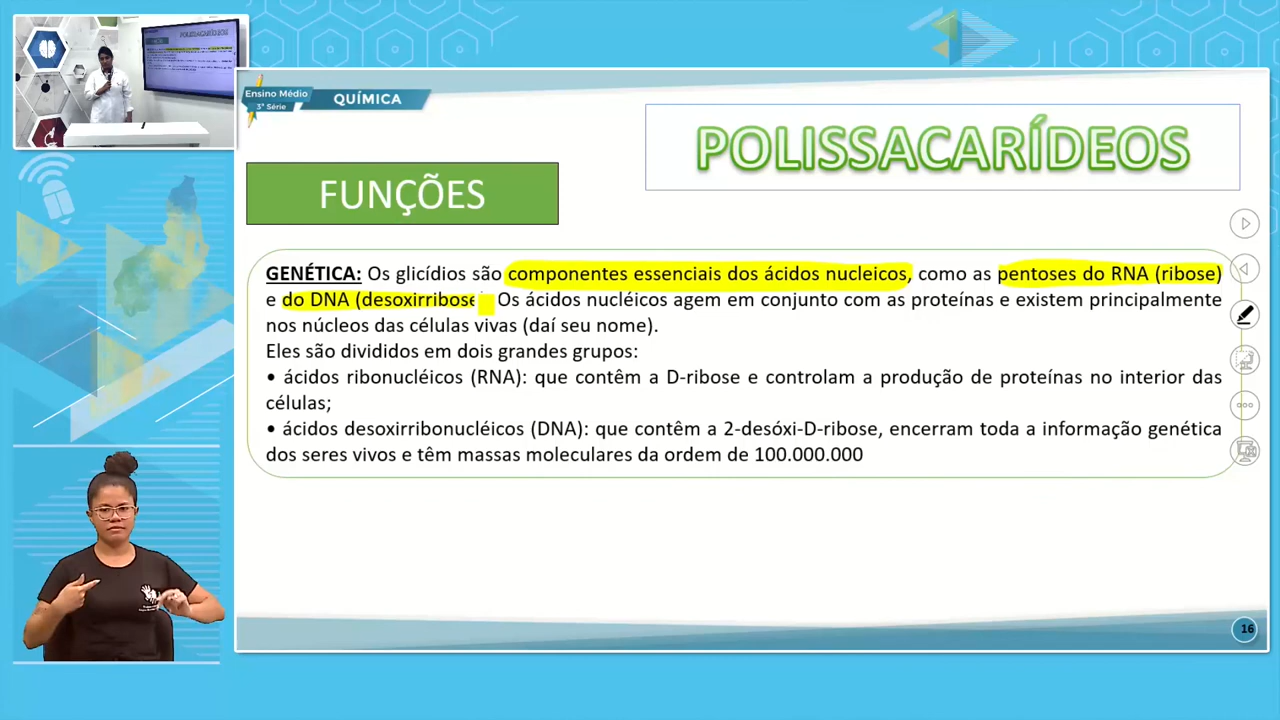 POLISSACARÍDEOS
Ensino Médio
3ª Série
QUÍMICA
POLISSACARÍDEOS
FUNÇÕES
GENÉTICA: Os glicídios são componentes essenciais dos ácidos nucleicos, como as pentoses do RNA (ribose)
e do DNA (desoxirribose Os ácidos nucléicos agem em conjunto com as proteínas e existem principalmente
nos núcleos das células vivas (daí seu nome).
Eles são divididos em dois grandes grupos:
• ácidos ribonucléicos (RNA): que contêm a D-ribose e controlam a produção de proteínas no interior das
células;
• ácidos desoxirribonucléicos (DNA): que contêm a 2-desóxi-D-ribose, encerram toda a informação genética
dos seres vivos e têm massas moleculares da ordem de 100.000.000
16